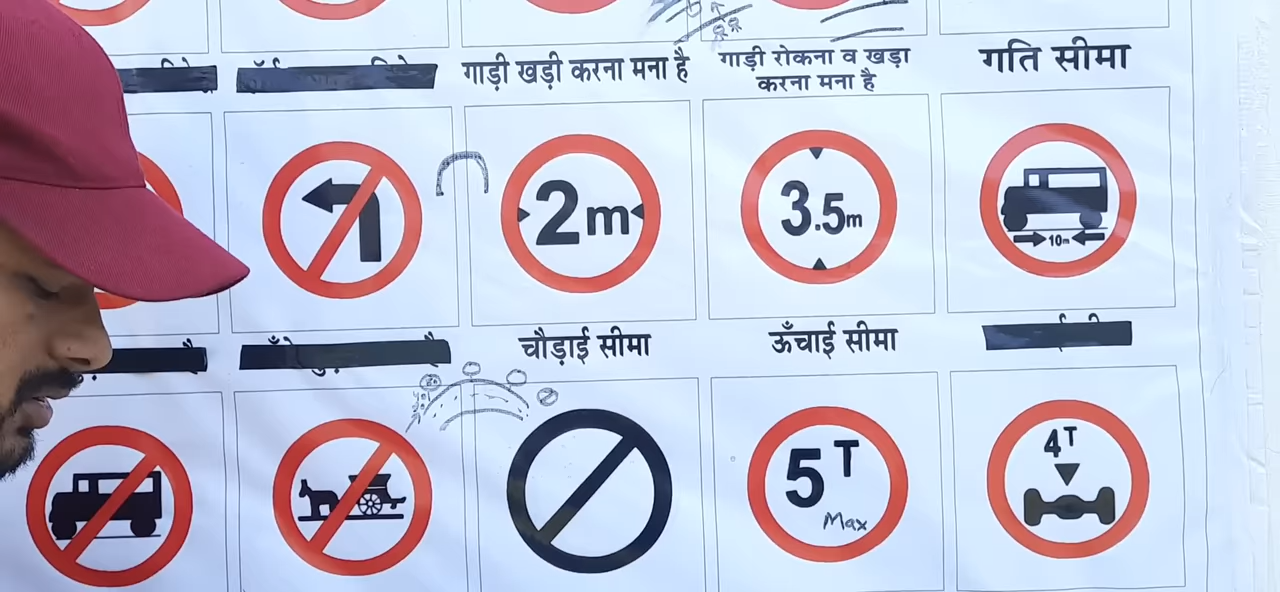 गाड़ी खड़ी करना मना है
गाड़ी रोकना व खड़ा
करना मना है
गति सीमा
2m
3.5m
10m
चौड़ाई सीमा
ऊँचाई सीमा
5T
Max
4T